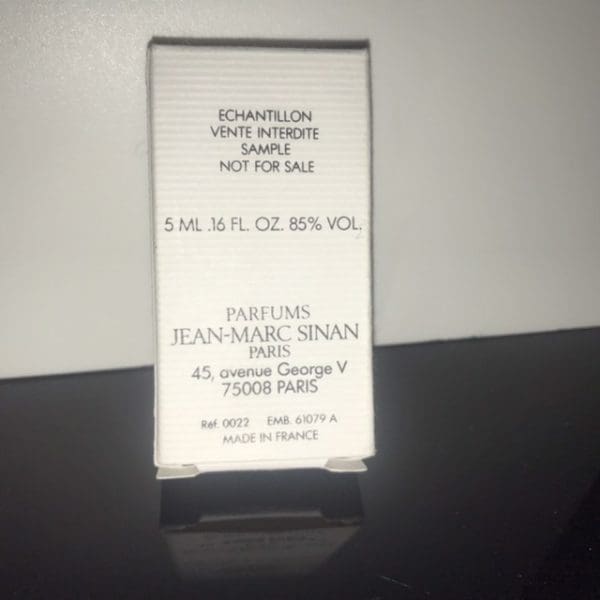 ECHANTILLON
VENTE INTERDITE
SAMPLE
NOT FOR SALE
5 ML .16 FL. OZ. 85% VOL.
PARFUMS
JEAN-MARC SINAN
PARIS
45, avenue George V
75008 PARIS
Réf. 0022 EMB. 61079 A
MADE IN FRANCE